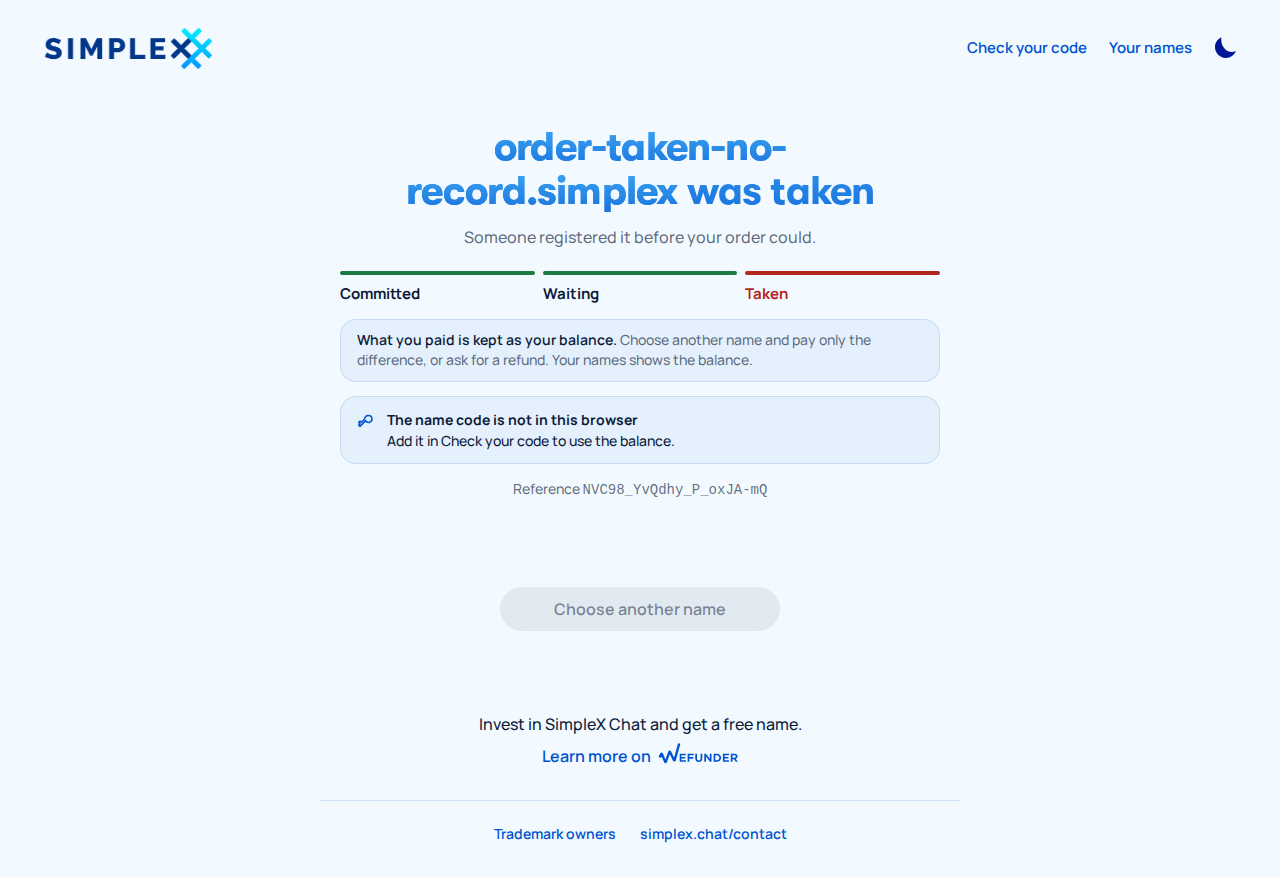 SIMPLEX
Check your code
Your names
order-taken-no-
record.simplex was taken
Someone registered it before your order could.
Committed
Waiting
Taken
What you paid is kept as your balance. Choose another name and pay only the
difference, or ask for a refund. Your names shows the balance.
The name code is not in this browser
Add it in Check your code to use the balance.
Reference NVC98_YvQdhy_P_oxJA-mQ
Choose another name
Invest in SimpleX Chat and get a free name.
Learn more on WEFUNDER
Trademark owners
simplex.chat/contact